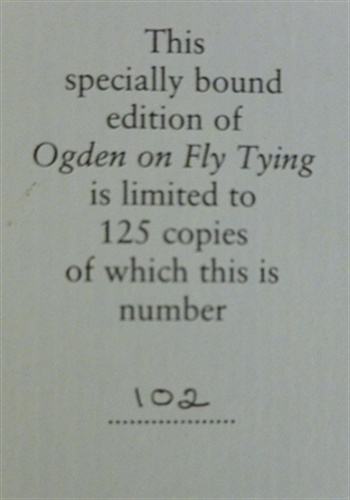 This
specially bound
edition of
Ogden on Fly Tying
is limited to
125 copies
of which this is
number
102